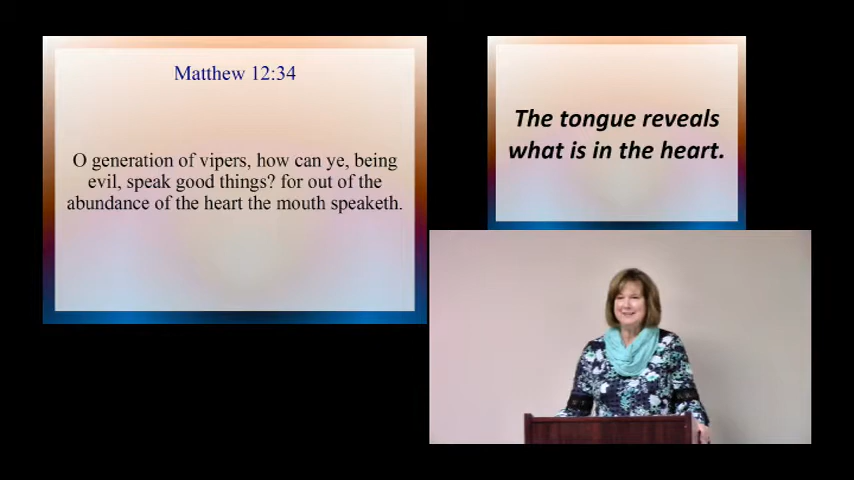 Matthew 12:34
O generation of vipers, how can ye, being
evil, speak good things? for out of the
abundance of the heart the mouth speaketh.
The tongue reveals
what is in the heart.